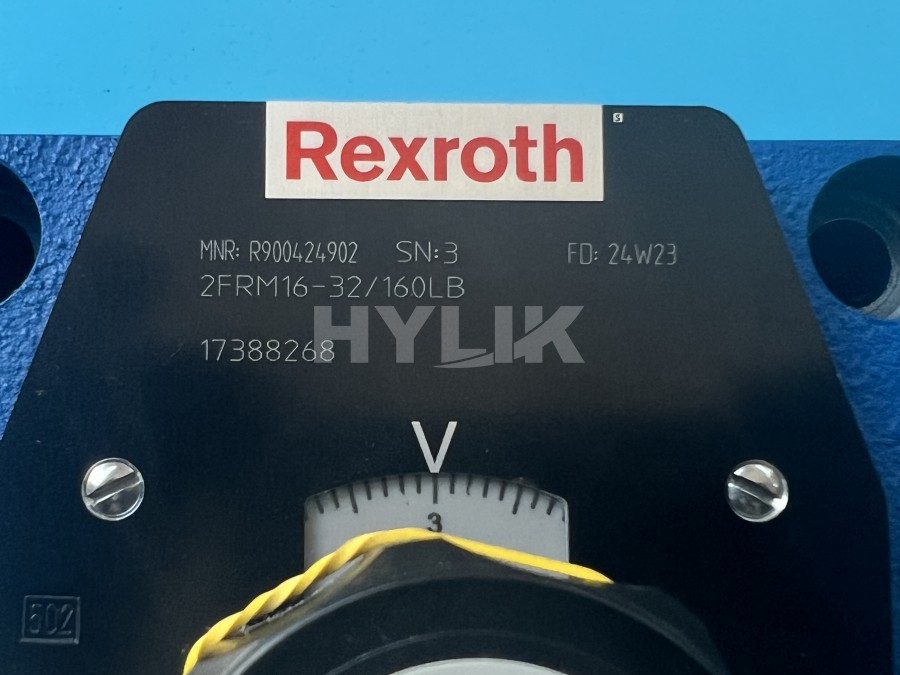 Rexroth
MNR: R900424902 SN:3 FD: 24W23
2FRM16-32/160LB
HYLIK
17388268
V
3
502